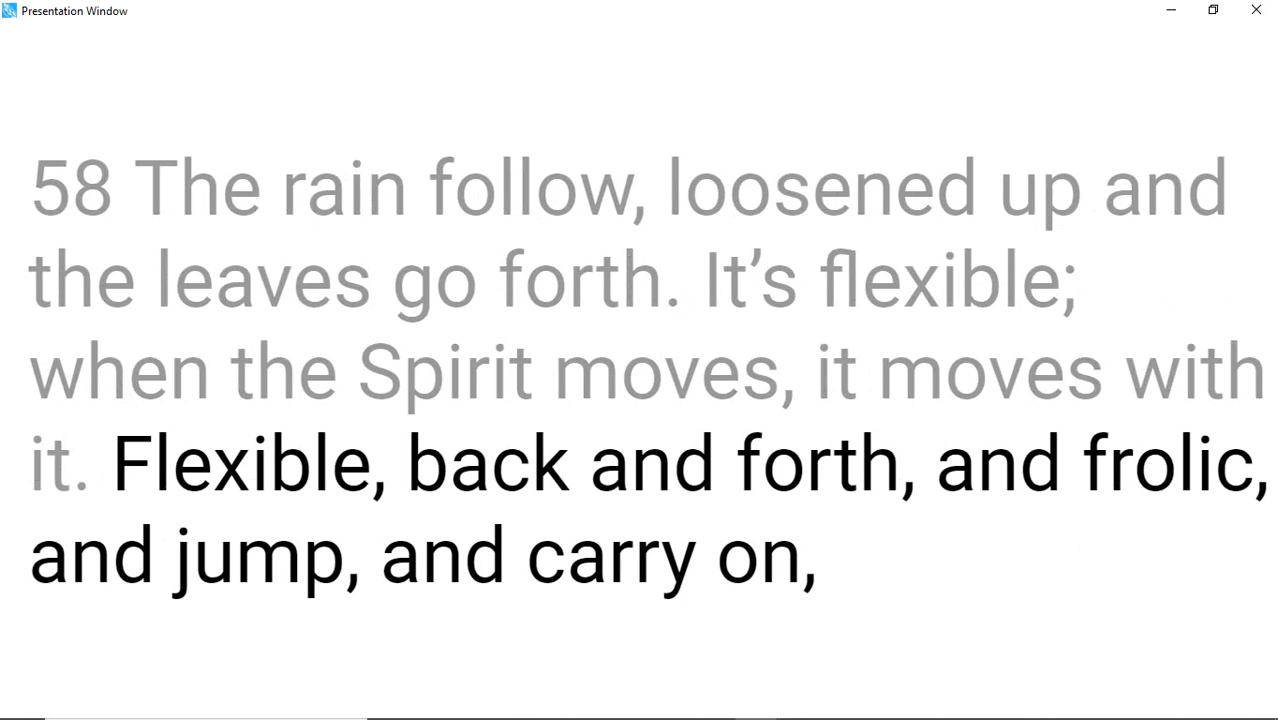 Presentation Window
58 The rain follow, loosened up and
the leaves go forth. It’s flexible;
when the Spirit moves, it moves with
it. Flexible, back and forth, and frolic,
and jump, and carry on,